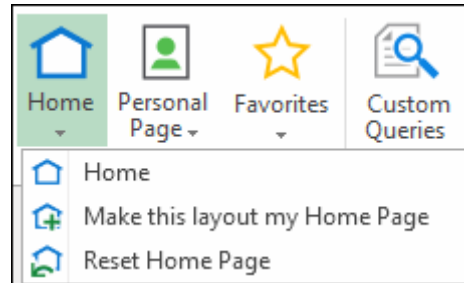 Home
Personal
Page
Favorites
Custom
Queries
Home
Make this layout my Home Page
Reset Home Page